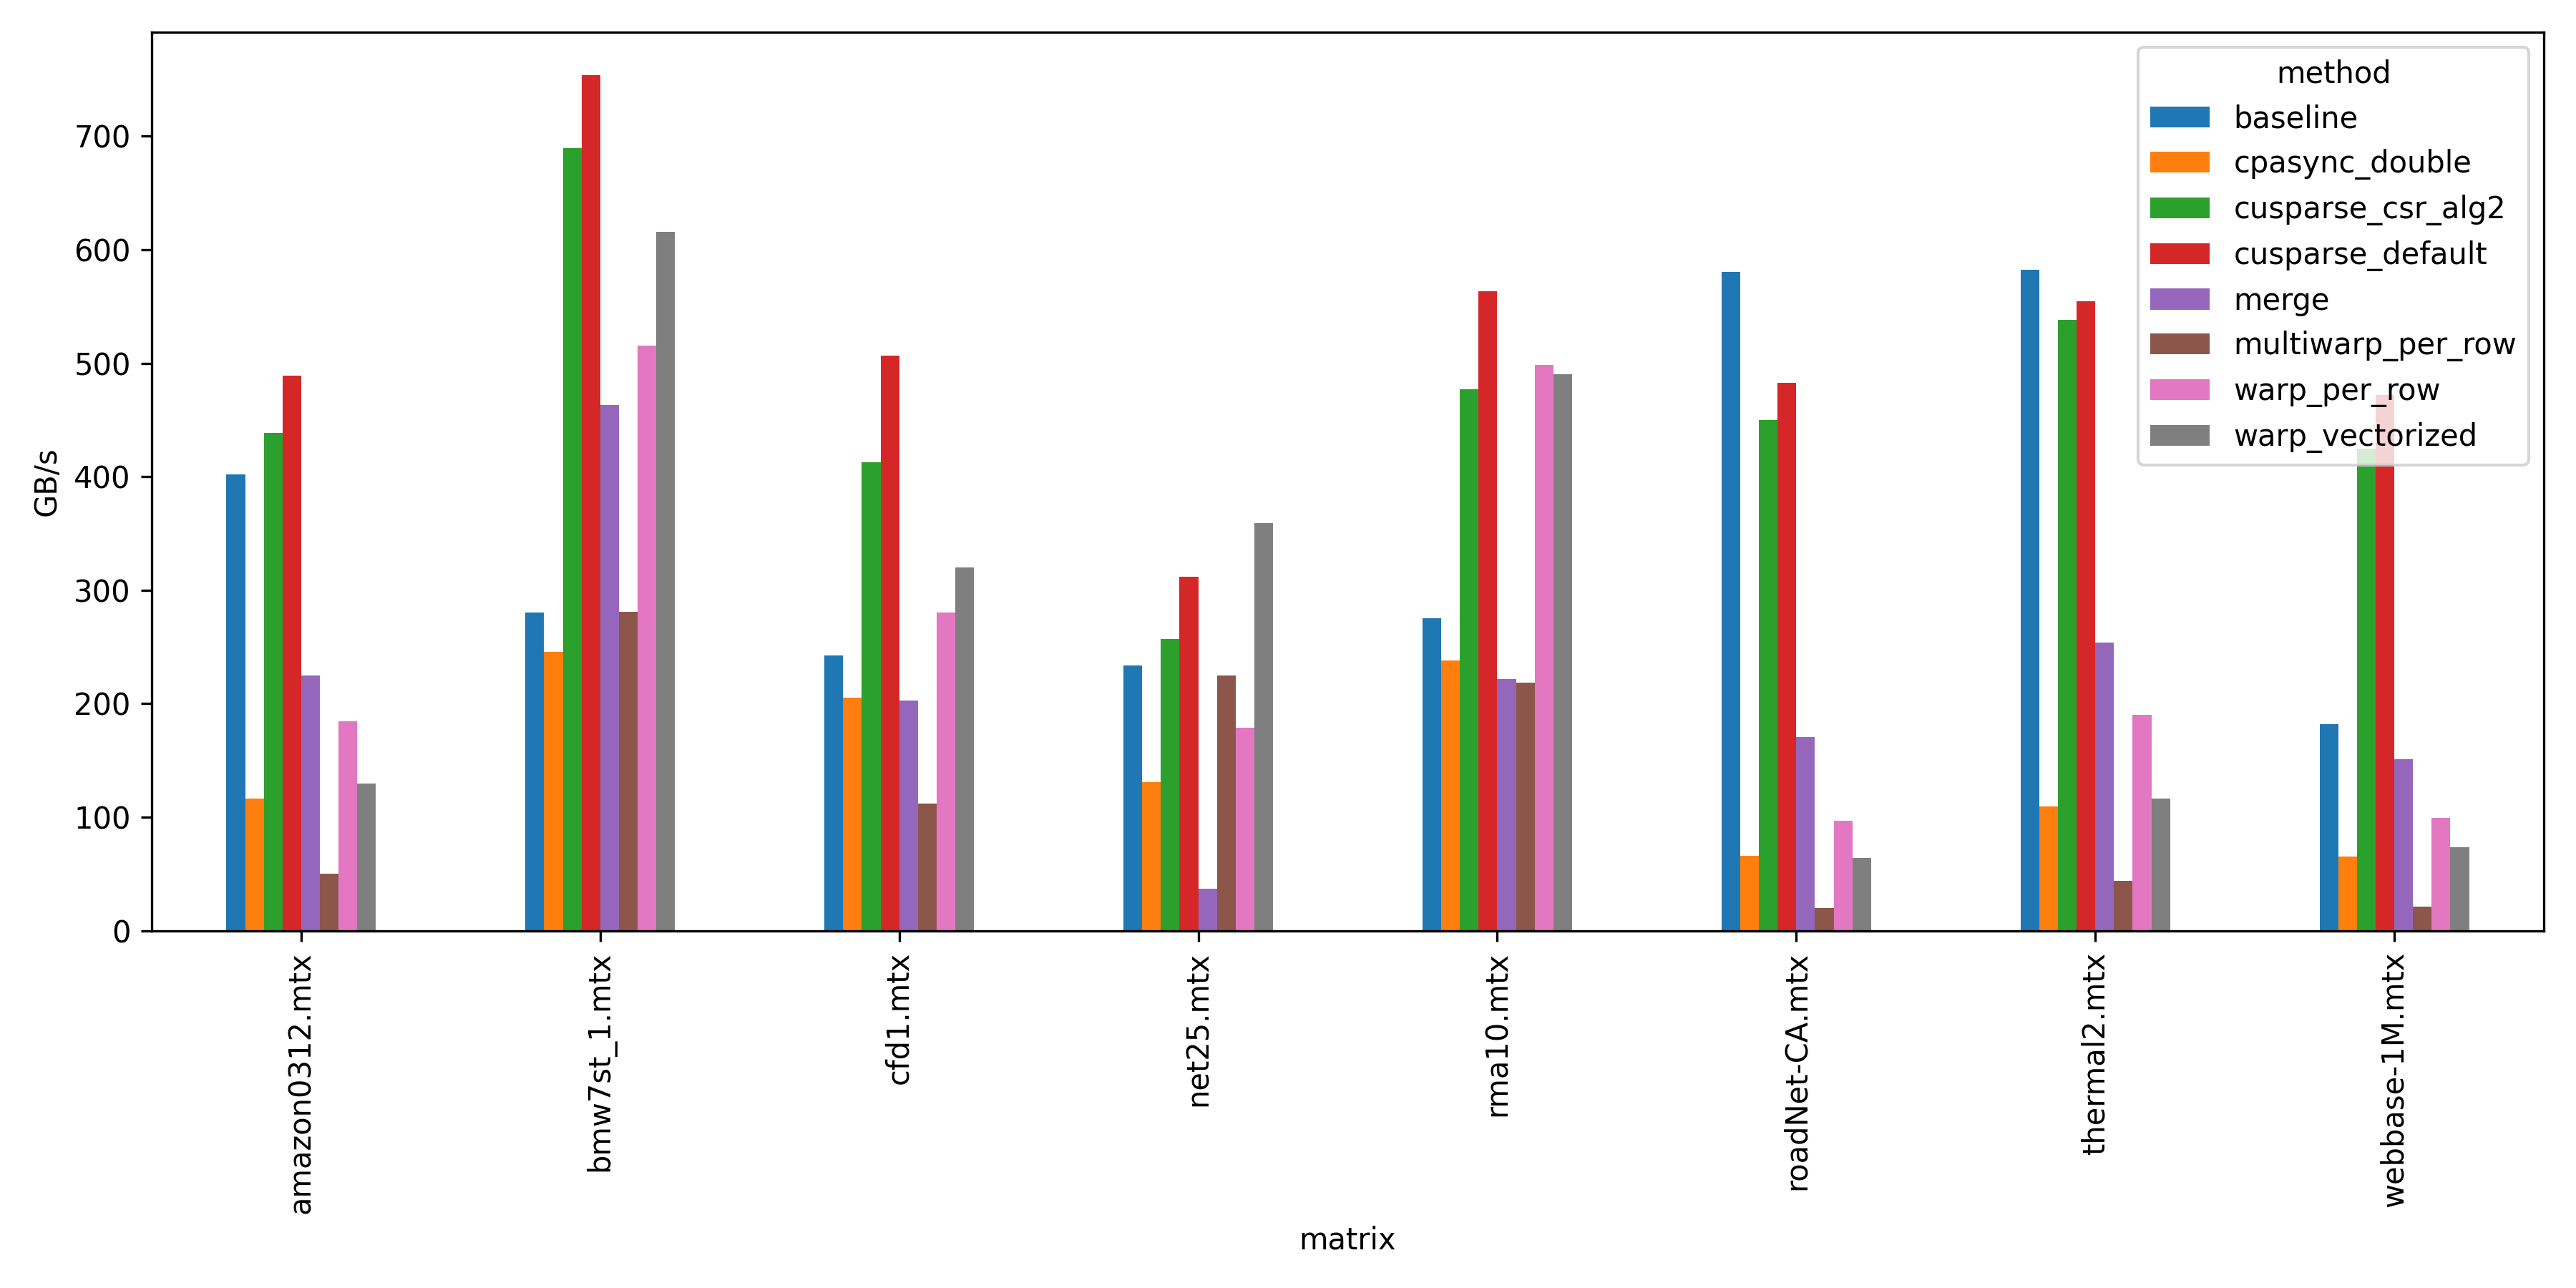 method
baseline
cpasync_double
cusparse_csr_alg2
cusparse_default
merge
multiwarp_per_row
warp_per_row
warp_vectorized
GB/s
700
600
500
400
300
200
100
0
amazon0312.mtx
bmw7st_1.mtx
cfd1.mtx
net25.mtx
rma10.mtx
roadNet-CA.mtx
thermal2.mtx
webbase-1M.mtx
matrix